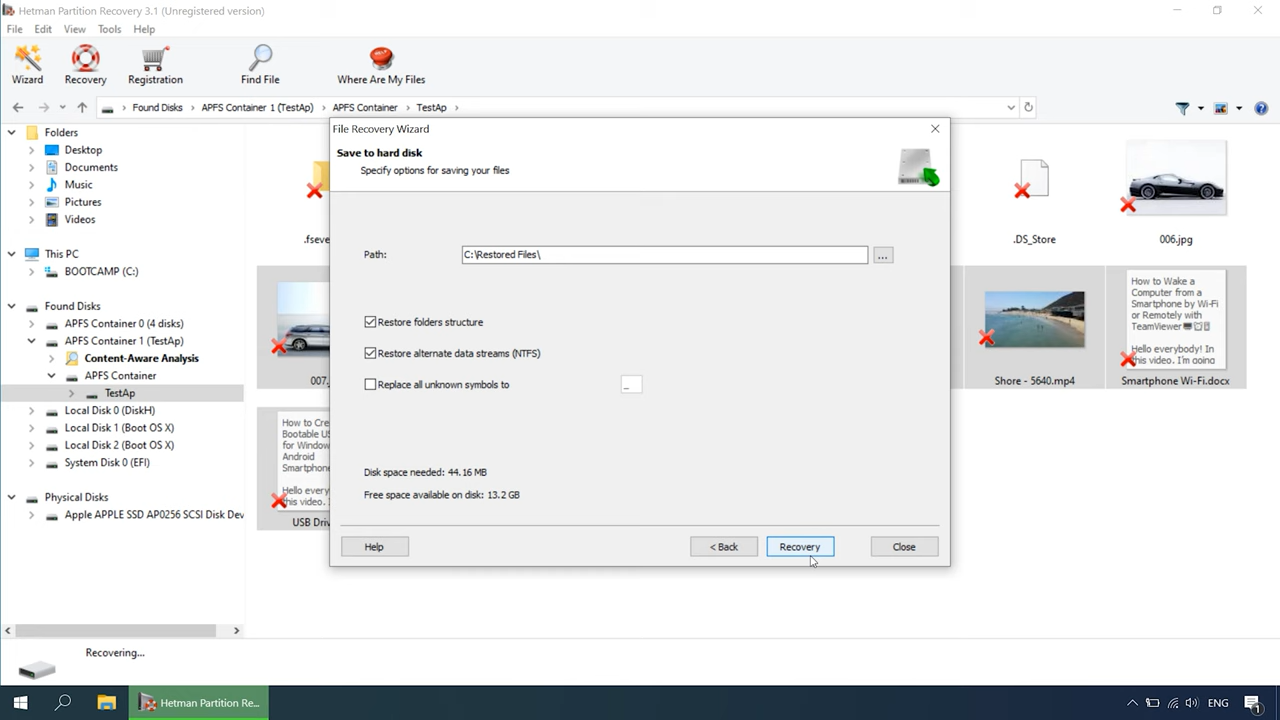 Hetman Partition Recovery 3.1 (Unregistered version)
File Edit View Tools Help
Wizard Recovery Registration Find File HELP Where Are My Files
Found Disks APFS Container 1 (TestAp) APFS Container TestAp
Folders
Desktop
Documents
Music
Pictures
Videos
This PC
BOOTCAMP (C:)
Found Disks
APFS Container 0 (4 disks)
APFS Container 1 (TestAp)
Content-Aware Analysis
APFS Container
TestAp
Local Disk 0 (DiskH)
Local Disk 1 (Boot OS X)
Local Disk 2 (Boot OS X)
System Disk 0 (EFI)
Physical Disks
Apple APPLE SSD AP0256 SCSI Disk Dev
.fseve
.DS_Store
006.jpg
007.
Shore - 5640.mp4
How to Wake a
Computer from a
Smartphone by Wi-Fi
or Remotely with
TeamViewer
Hello everybody! In
this video, I'm going
Smartphone Wi-Fi.docx
How to Cre
Bootable US
for Window
Android
Smartphone
Hello every
this video.
USB Driv
File Recovery Wizard
Save to hard disk
Specify options for saving your files
Path: C:\Restored Files\ ...
Restore folders structure
Restore alternate data streams (NTFS)
Replace all unknown symbols to _
Disk space needed: 44.16 MB
Free space available on disk: 13.2 GB
Help < Back Recovery Close
Recovering...
Hetman Partition Re... ENG 1